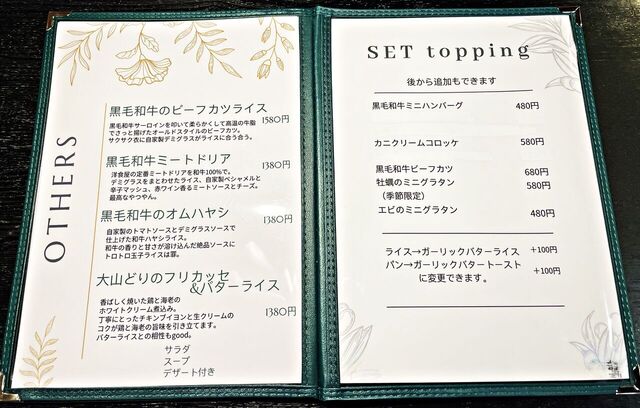 OTHERS
黒毛和牛のビーフカツライス
1580円
黒毛和牛サーロインを叩いて柔らかくして高温の牛脂
でさっと揚げたオールドスタイルのビーフカツ。
サクサク衣に自家製デミグラスがライスに合う合う。
黒毛和牛ミートドリア
1380円
洋食屋の定番ミートドリアを和牛100%で。
デミグラスをまとわせたライス、自家製ベシャメルと
辛子マッシュ、赤ワイン香るミートソースとチーズ。
最高なやつやん。
黒毛和牛のオムハヤシ
1380円
自家製のトマトソースとデミグラスソースで
仕上げた和牛ハヤシライス。
和牛の香りと甘さが溶け込んだ絶品ソースに
トロトロ玉子ライスは罪。
大山どりのフリカッセ
&バターライス
1380円
香ばしく焼いた鶏と海老の
ホワイトクリーム煮込み。
丁寧にとったチキンブイヨンと生クリームの
コクが鶏と海老の旨味を引き立てます。
バターライスとの相性もgood。
サラダ
スープ
デザート付き
SET topping
後から追加もできます
黒毛和牛ミニハンバーグ 480円
カニクリームコロッケ 580円
黒毛和牛ビーフカツ 680円
牡蠣のミニグラタン 580円
（季節限定）
エビのミニグラタン 480円
ライス→ガーリックバターライス +100円
パン→ガーリックバタートースト +100円
に変更できます。